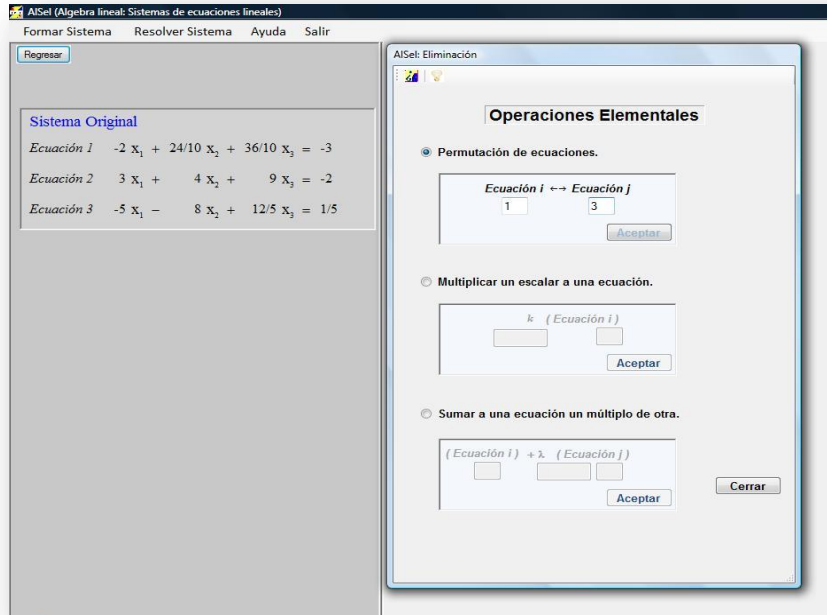 AlSel (Algebra lineal: Sistemas de ecuaciones lineales)
Formar Sistema Resolver Sistema Ayuda Salir
Regresar
Sistema Original
Ecuación 1 -2 x₁ + 24/10 x₂ + 36/10 x₃ = -3
Ecuación 2 3 x₁ + 4 x₂ + 9 x₃ = -2
Ecuación 3 -5 x₁ − 8 x₂ + 12/5 x₃ = 1/5
AlSel: Eliminación
Operaciones Elementales
Permutación de ecuaciones.
Ecuación i ←→ Ecuación j
1 3
Aceptar
Multiplicar un escalar a una ecuación.
k (Ecuación i)
Aceptar
Sumar a una ecuación un múltiplo de otra.
(Ecuación i) + λ (Ecuación j)
Aceptar
Cerrar